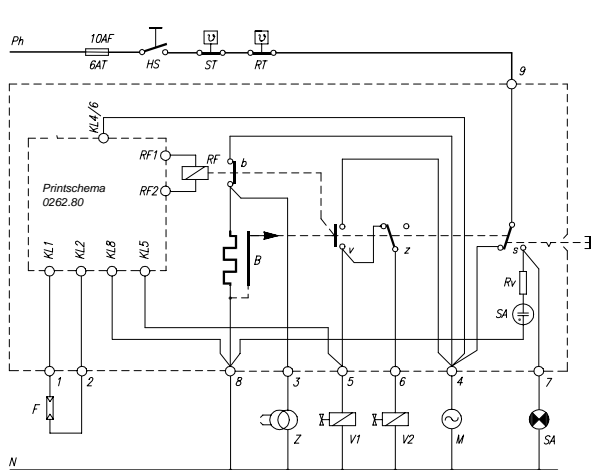 Ph
10AF
6AT
HS
ST
RT
9
KL4/6
RF1
RF
b
RF2
Printschema
0262.80
KL1
KL2
KL8
KL5
B
v
z
s
Rv
SA
1
2
8
3
5
6
4
7
F
Z
V1
V2
M
SA
N